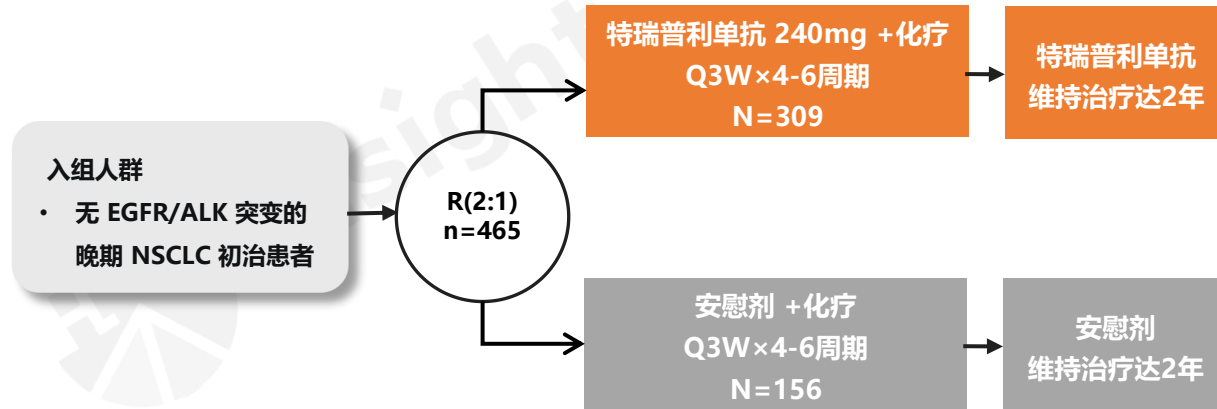 入组人群
• 无 EGFR/ALK 突变的
晚期 NSCLC 初治患者
R(2:1)
n=465
特瑞普利单抗 240mg +化疗
Q3W×4-6周期
N=309
特瑞普利单抗
维持治疗达2年
安慰剂 +化疗
Q3W×4-6周期
N=156
安慰剂
维持治疗达2年